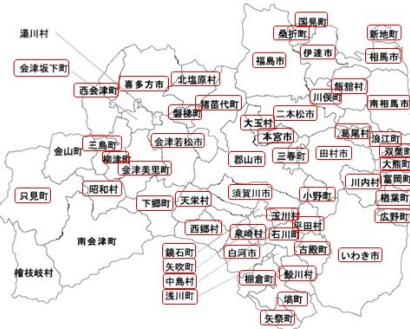 国見町
桑折町
新地町
湯川村
伊達市
相馬市
福島市
会津坂下町
北塩原村
喜多方市
飯舘村
西会津町
川俣町
南相馬市
猪苗代町
二本松市
磐梯町
大玉村
葛尾村
浪江町
本宮市
会津若松市
三島町
双葉町
金山町
郡山市
三春町
田村市
大熊町
柳津町
会津美里町
川内村
富岡町
昭和村
須賀川市
小野町
只見町
楢葉町
下郷町
天栄村
玉川村
広野町
平田村
西郷村
泉崎村
石川町
南会津町
古殿町
鏡石町
白河市
いわき市
矢吹町
檜枝岐村
中島村
鮫川村
棚倉町
浅川町
塙町
矢祭町